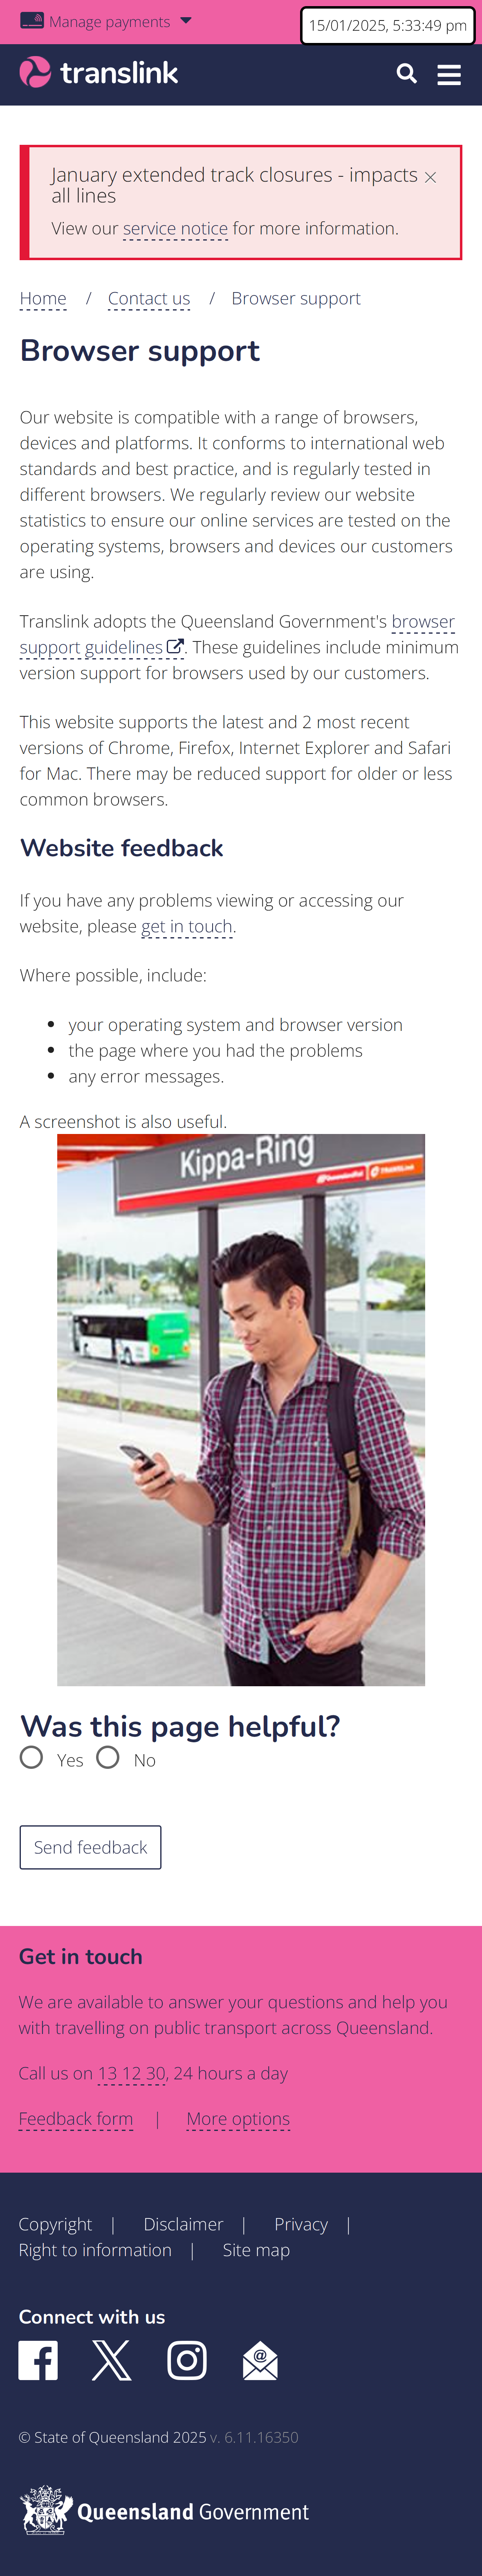 Manage payments
15/01/2025, 5:33:49 pm
translink
January extended track closures - impacts
all lines
View our service notice for more information.
Home / Contact us / Browser support
Browser support
Our website is compatible with a range of browsers,
devices and platforms. It conforms to international web
standards and best practice, and is regularly tested in
different browsers. We regularly review our website
statistics to ensure our online services are tested on the
operating systems, browsers and devices our customers
are using.
Translink adopts the Queensland Government's browser
support guidelines. These guidelines include minimum
version support for browsers used by our customers.
This website supports the latest and 2 most recent
versions of Chrome, Firefox, Internet Explorer and Safari
for Mac. There may be reduced support for older or less
common browsers.
Website feedback
If you have any problems viewing or accessing our
website, please get in touch.
Where possible, include:
• your operating system and browser version
• the page where you had the problems
• any error messages.
A screenshot is also useful.
Kippa-Ring
Was this page helpful?
Yes No
Send feedback
Get in touch
We are available to answer your questions and help you
with travelling on public transport across Queensland.
Call us on 13 12 30, 24 hours a day
Feedback form | More options
Copyright | Disclaimer | Privacy |
Right to information | Site map
Connect with us
© State of Queensland 2025 v. 6.11.16350
Queensland Government